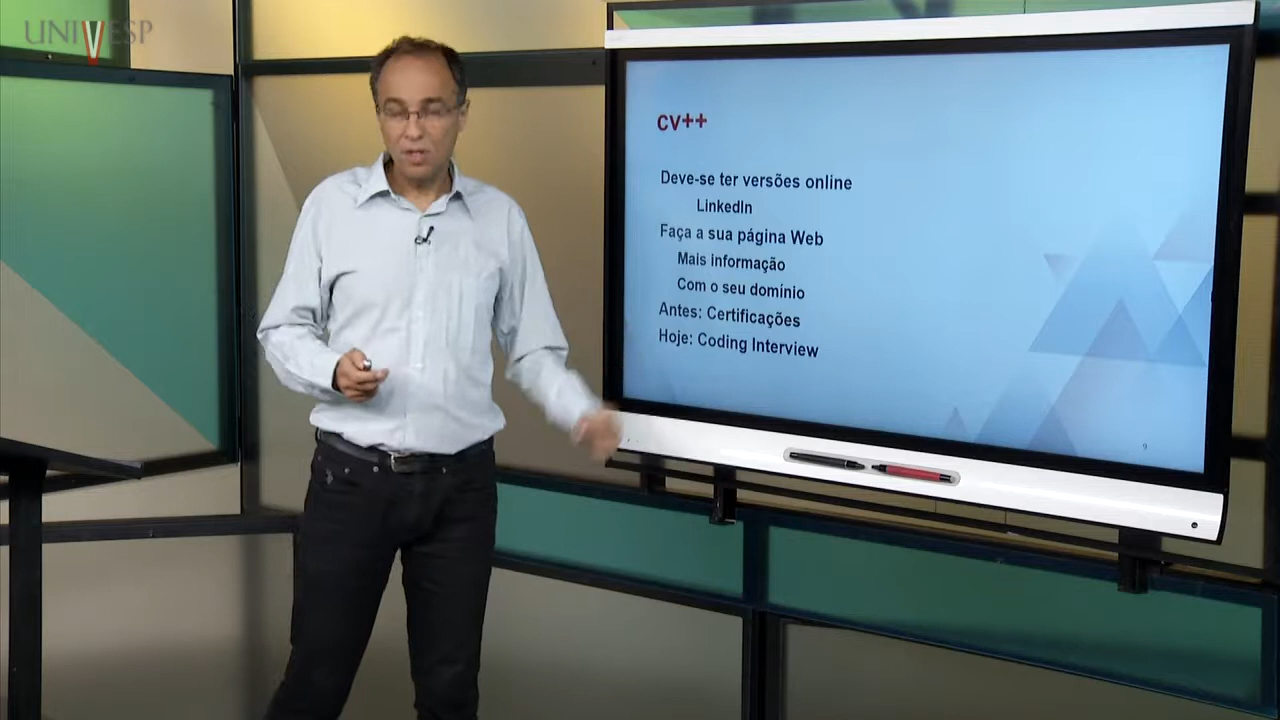 UNIVESP
CV++
Deve-se ter versões online
LinkedIn
Faça a sua página Web
Mais informação
Com o seu domínio
Antes: Certificações
Hoje: Coding Interview
9